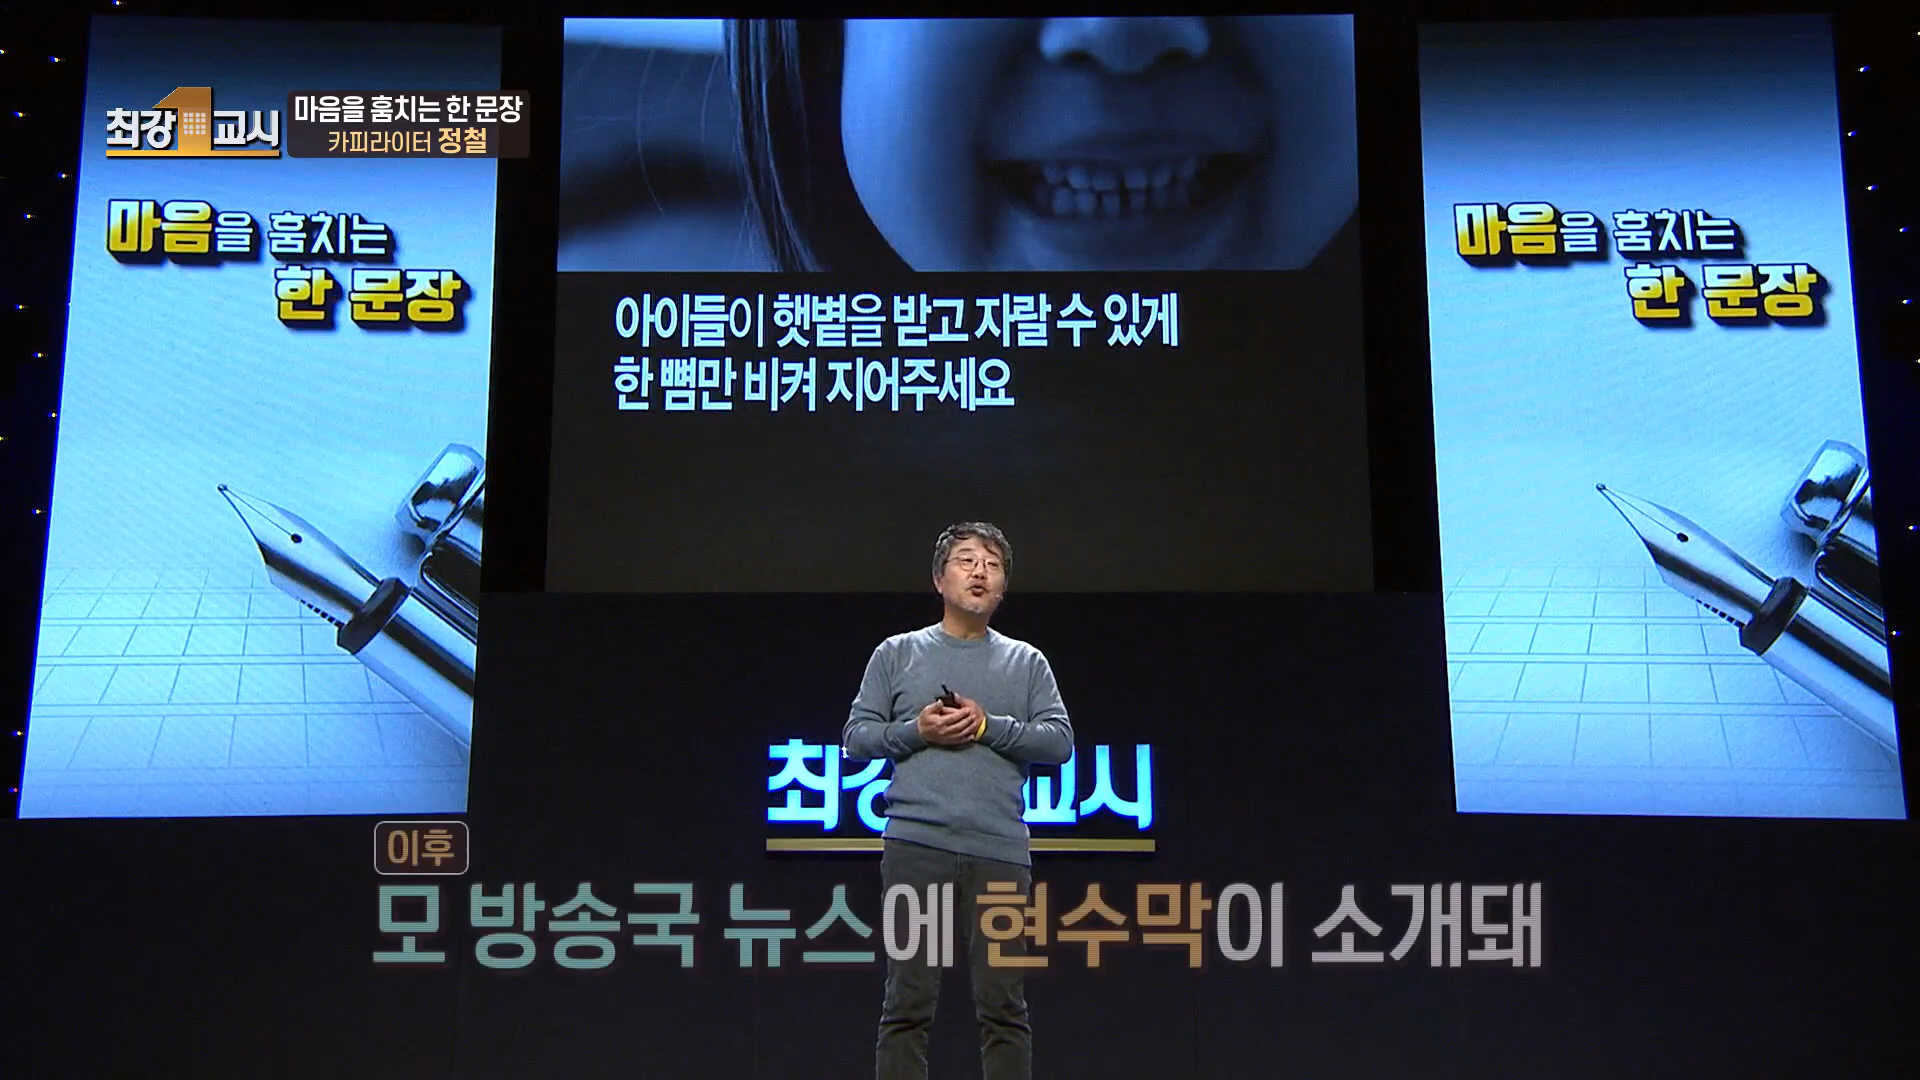 최강1교시
마음을 훔치는 한 문장
카피라이터 정철
마음을 훔치는
한 문장
아이들이 햇볕을 받고 자랄 수 있게
한 뼘만 비켜 지어주세요
마음을 훔치는
한 문장
최강 교시
이후
모 방송국 뉴스에 현수막이 소개돼